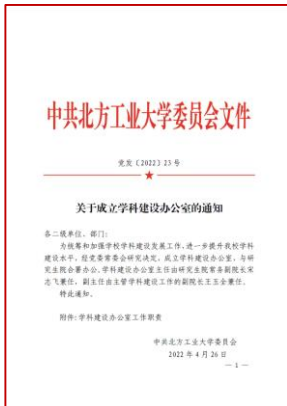 中共北方工业大学委员会文件
党发〔2022〕23 号
关于成立学科建设办公室的通知
各二级单位、部门：
为统筹和加强学校学科建设发展工作，进一步提升我校学科
建设水平，经党委常委会研究决定，成立学科建设办公室，与研
究生院合署办公。学科建设办公室主任由研究生院常务副院长宋
志飞兼任，副主任由主管学科建设工作的副院长王玉全兼任。
特此通知。
附件：学科建设办公室工作职责
中共北方工业大学委员会
2022 年 4 月 26 日
— 1 —